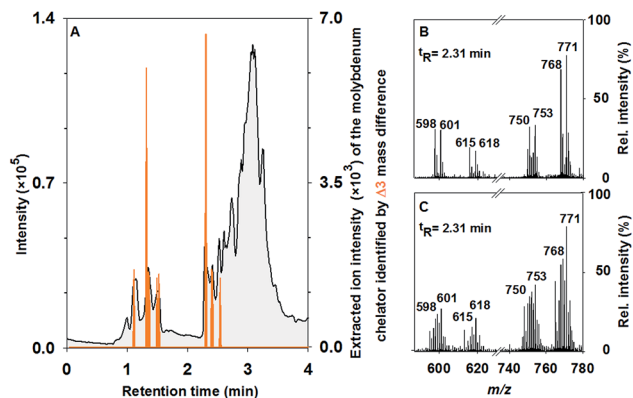 A
1.4
0.7
0.0
Intensity (×10⁵)
0 1 2 3 4
Retention time (min)
7.0
3.5
0.0
Extracted ion intensity (×10³) of the molybdenum
chelator identified by Δ3 mass difference
B
tR= 2.31 min
598 601
615 618
750 753
768 771
100
50
0
Rel. intensity (%)
C
tR= 2.31 min
598 601
615 618
750 753
768 771
100
50
0
Rel. intensity (%)
600 620 740 760 780
m/z